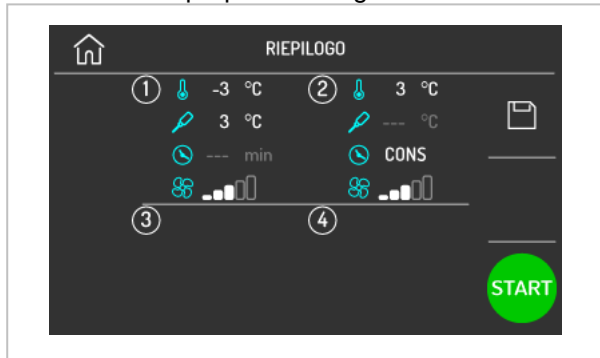 RIEPILOGO
1 -3 °C
3 °C
--- min
2 3 °C
--- °C
CONS
3
4
START